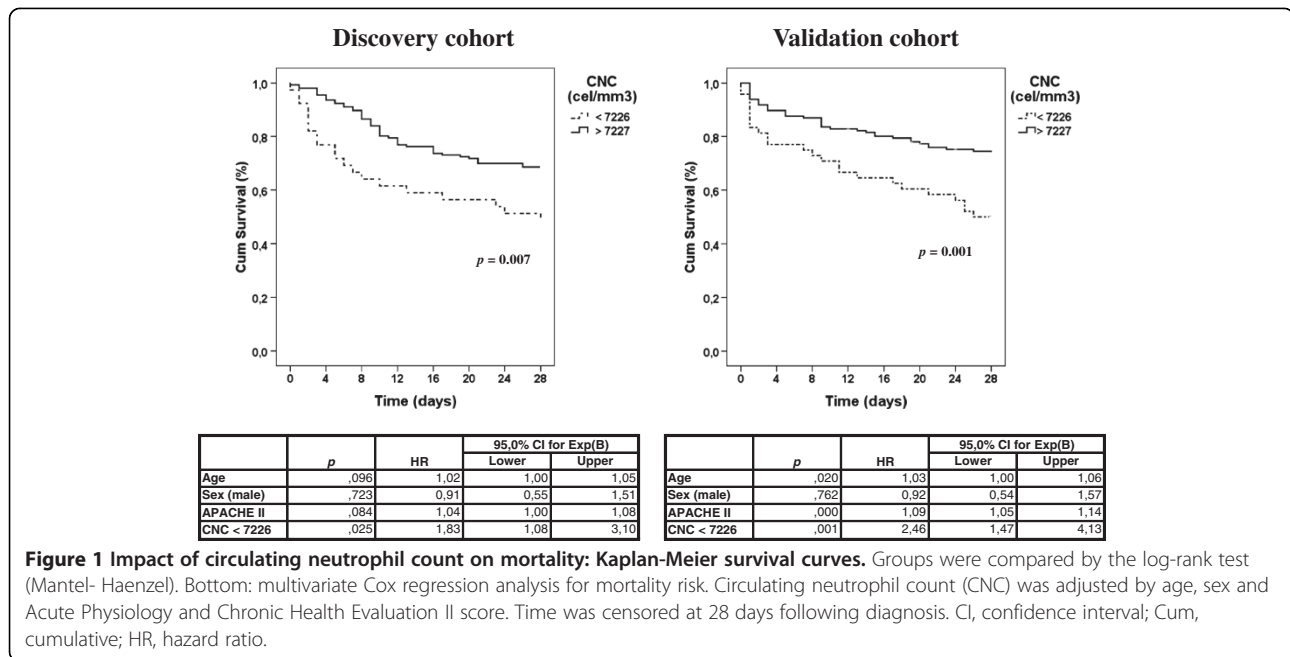 Discovery cohort
Validation cohort
CNC
(cel/mm3)
< 7226
> 7227
1,0
0,8
0,6
0,4
0,2
0,0
Cum Survival (%)
p = 0.007
0 4 8 12 16 20 24 28
Time (days)
CNC
(cel/mm3)
< 7226
> 7227
1,0
0,8
0,6
0,4
0,2
0,0
Cum Survival (%)
p = 0.001
0 4 8 12 16 20 24 28
Time (days)
95,0% CI for Exp(B)
p HR Lower Upper
Age ,096 1,02 1,00 1,05
Sex (male) ,723 0,91 0,55 1,51
APACHE II ,084 1,04 1,00 1,08
CNC < 7226 ,025 1,83 1,08 3,10
95,0% CI for Exp(B)
p HR Lower Upper
Age ,020 1,03 1,00 1,06
Sex (male) ,762 0,92 0,54 1,57
APACHE II ,000 1,09 1,05 1,14
CNC < 7226 ,001 2,46 1,47 4,13
Figure 1 Impact of circulating neutrophil count on mortality: Kaplan-Meier survival curves. Groups were compared by the log-rank test
(Mantel- Haenzel). Bottom: multivariate Cox regression analysis for mortality risk. Circulating neutrophil count (CNC) was adjusted by age, sex and
Acute Physiology and Chronic Health Evaluation II score. Time was censored at 28 days following diagnosis. CI, confidence interval; Cum,
cumulative; HR, hazard ratio.